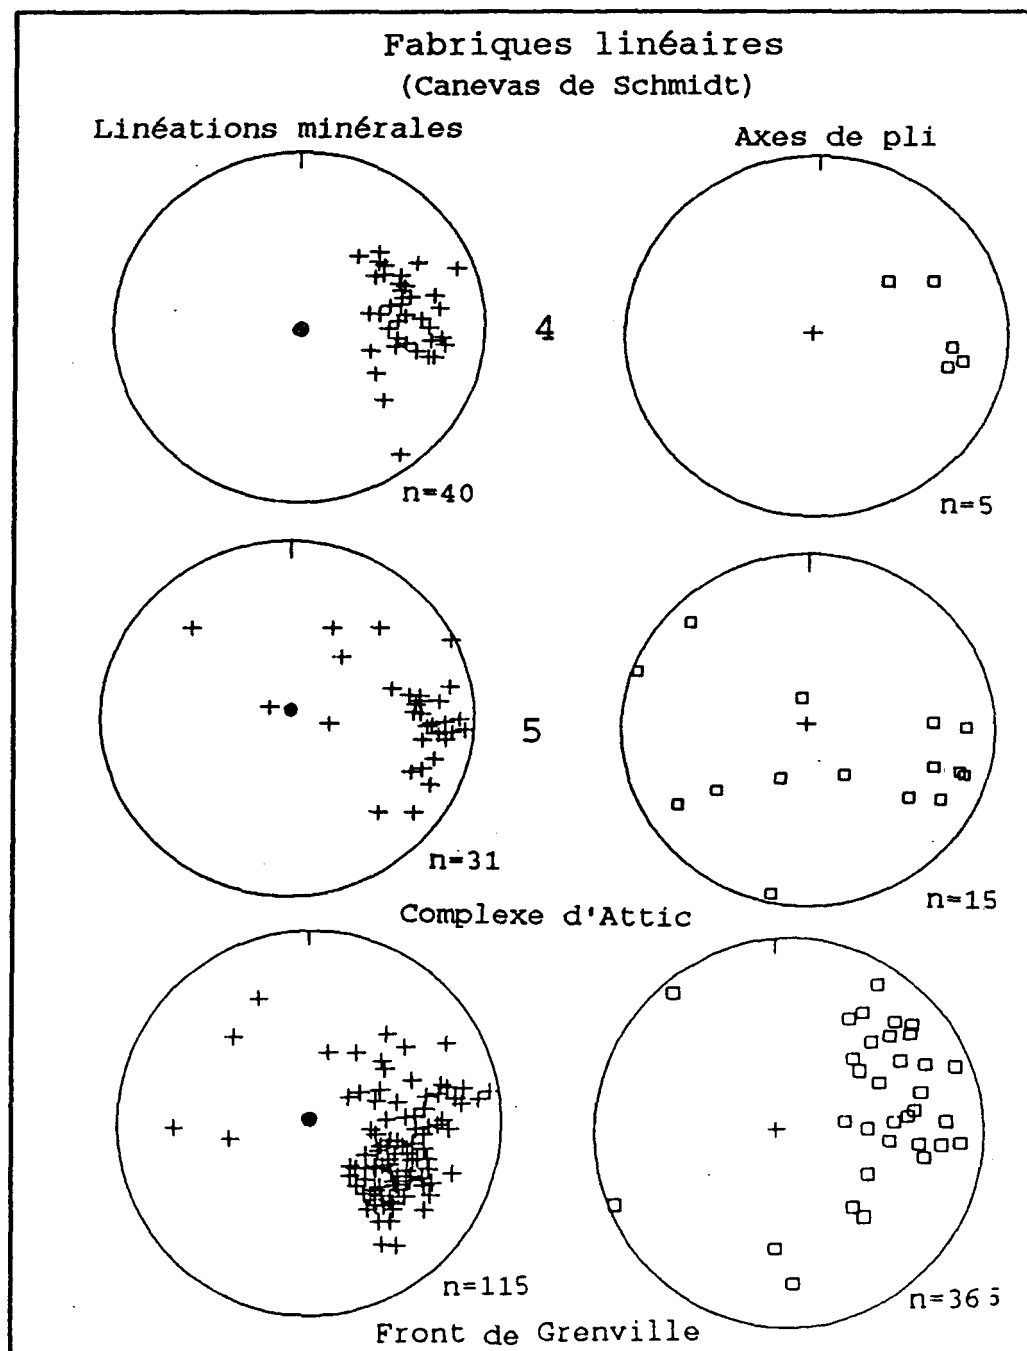 Fabriques linéaires
(Canevas de Schmidt)
Linéations minérales
Axes de pli
4
n=40
n=5
5
n=31
n=15
Complexe d'Attic
n=115
n=36
Front de Grenville